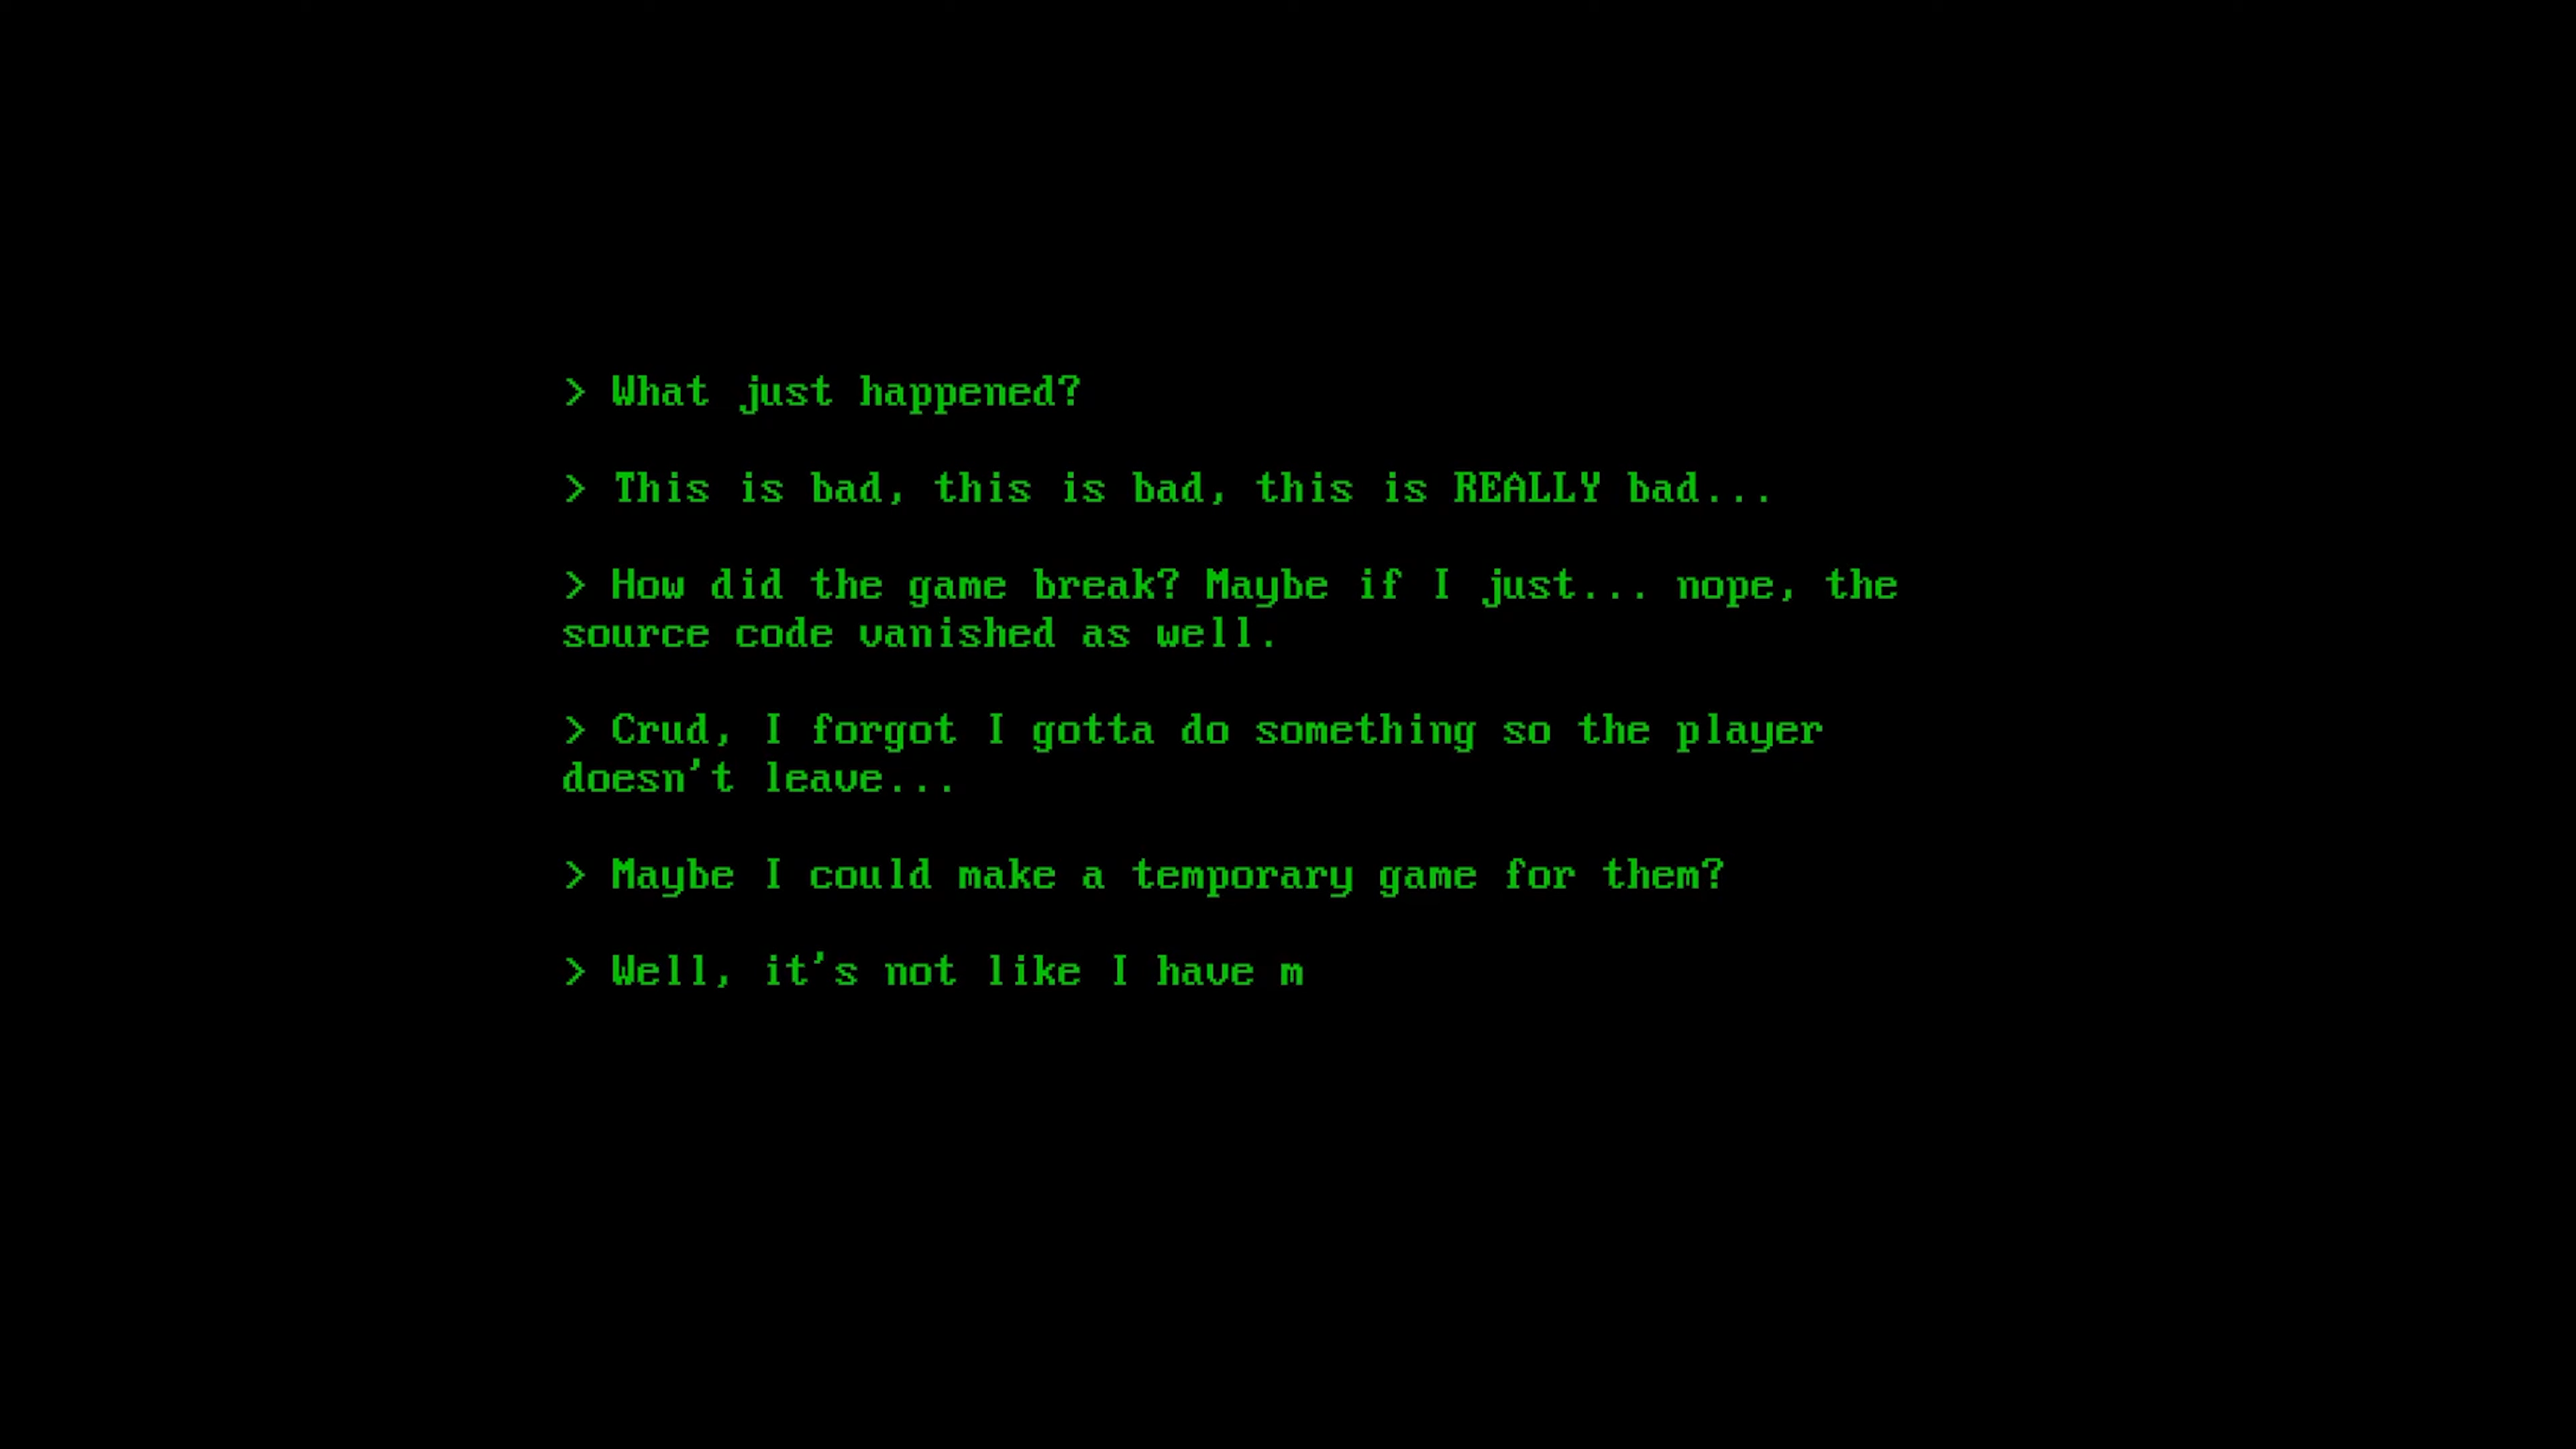 > What just happened?
> This is bad, this is bad, this is REALLY bad...
> How did the game break? Maybe if I just... nope, the
source code vanished as well.
> Crud, I forgot I gotta do something so the player
doesn't leave...
> Maybe I could make a temporary game for them?
> Well, it's not like I have m